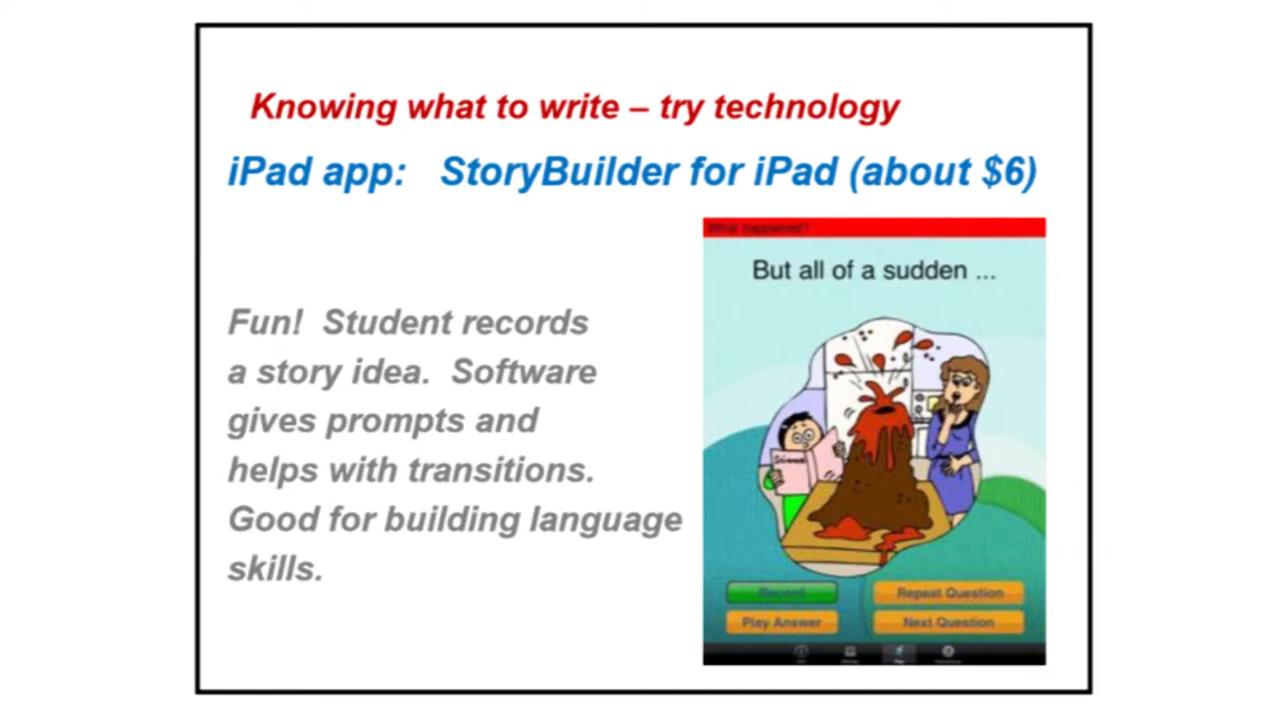 Knowing what to write – try technology
iPad app: StoryBuilder for iPad (about $6)
What happened?
But all of a sudden ...
Fun! Student records
a story idea. Software
gives prompts and
helps with transitions.
Good for building language
skills.
Science
Record
Repeat Question
Play Answer
Next Question